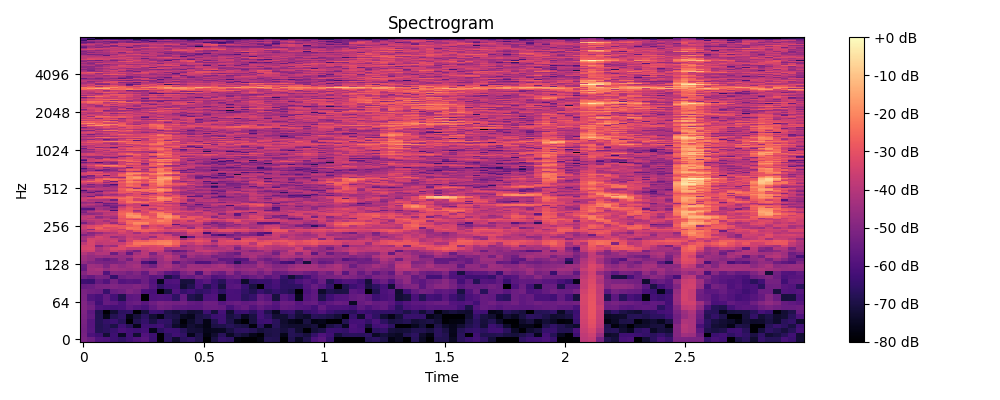 Spectrogram
Hz
4096
2048
1024
512
256
128
64
0
0
0.5
1
1.5
2
2.5
Time
+0 dB
-10 dB
-20 dB
-30 dB
-40 dB
-50 dB
-60 dB
-70 dB
-80 dB